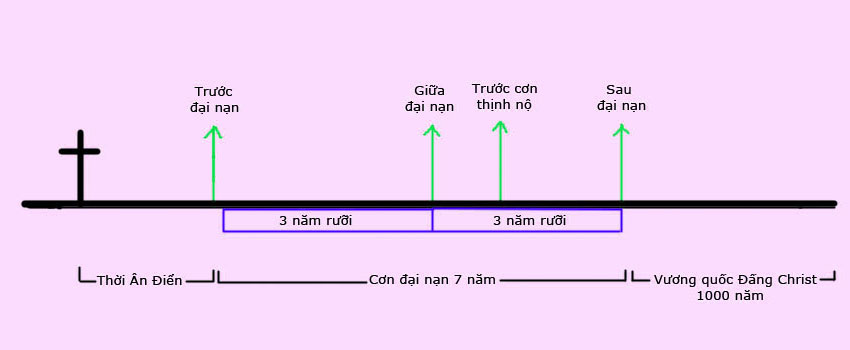 Trước
đại nạn
Giữa
đại nạn
Trước cơn
thịnh nộ
Sau
đại nạn
3 năm rưỡi
3 năm rưỡi
Thời Ân Điển
Cơn đại nạn 7 năm
Vương quốc Đấng Christ
1000 năm